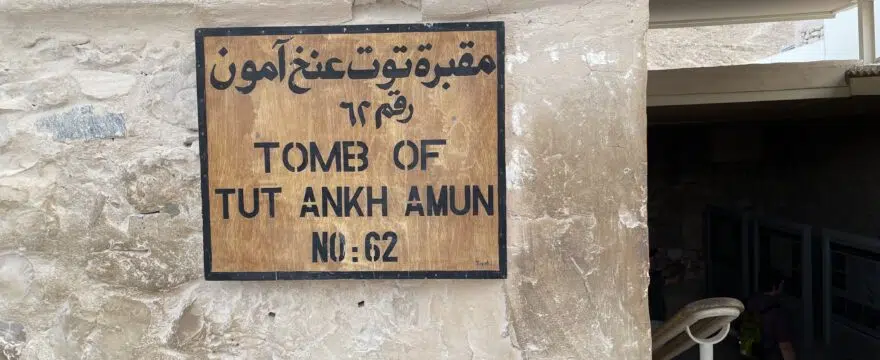 مقبرة توت عنخ آمون
رقم ٦٢
TOMB OF
TUT ANKH AMUN
NO: 62